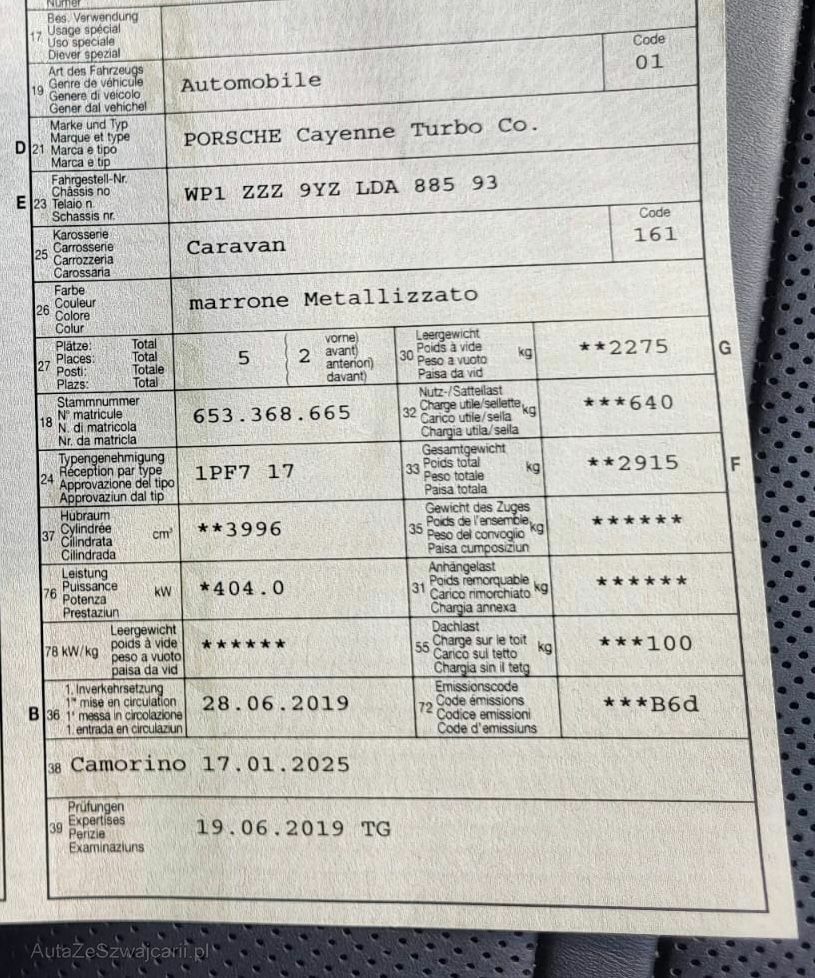 Numer
17 Bes. Verwendung
Usage spécial
Uso speciale
Diever spezial
19 Art des Fahrzeugs
Genre de véhicule
Genere di veicolo
Gener dal vehichel
Automobile
Code
01
D 21 Marke und Typ
Marque et type
Marca e tipo
Marca e tip
PORSCHE Cayenne Turbo Co.
E 23 Fahrgestell-Nr.
Châssis no
Telaio n.
Schassis nr.
WP1 ZZZ 9YZ LDA 885 93
25 Karosserie
Carrosserie
Carrozzeria
Carossaria
Caravan
Code
161
26 Farbe
Couleur
Colore
Colur
marrone Metallizzato
27 Plätze: Total
Places: Total
Posti: Totale
Plazs: Total
5 2
vorne)
avant)
anteriori)
davant)
30 Leergewicht
Poids à vide
Peso a vuoto
Paisa da vid
kg
**2275
G
18 Stammnummer
N° matricule
N. di matricola
Nr. da matricla
653.368.665
32 Nutz-/Sattellast
Charge utile/sellette
Carico utile/sella
Chargia utila/sella
kg
***640
24 Typengenehmigung
Réception par type
Approvazione del tipo
Approvaziun dal tip
1PF7 17
33 Gesamtgewicht
Poids total
Peso totale
Paisa totala
kg
**2915
F
37 Hubraum
Cylindrée
Cilindrata
Cilindrada
cm³
**3996
35 Gewicht des Zuges
Poids de l'ensemble
Peso del convoglio
Paisa cumposiziun
kg
******
76 Leistung
Puissance
Potenza
Prestaziun
kW
*404.0
31 Anhängelast
Poids remorquable
Carico rimorchiato
Chargia annexa
kg
******
78 kW/kg
Leergewicht
poids à vide
peso a vuoto
paisa da vid
******
55 Dachlast
Charge sur le toit
Carico sul tetto
Chargia sin il tetg
kg
***100
B 36 1. Inverkehrsetzung
1re mise en circulation
1a messa in circolazione
1. entrada en circulaziun
28.06.2019
72 Emissionscode
Code émissions
Codice emissioni
Code d'emissiuns
***B6d
38 Camorino 17.01.2025
39 Prüfungen
Expertises
Perizie
Examinaziuns
19.06.2019 TG
AutaZeSzwajcarii.pl